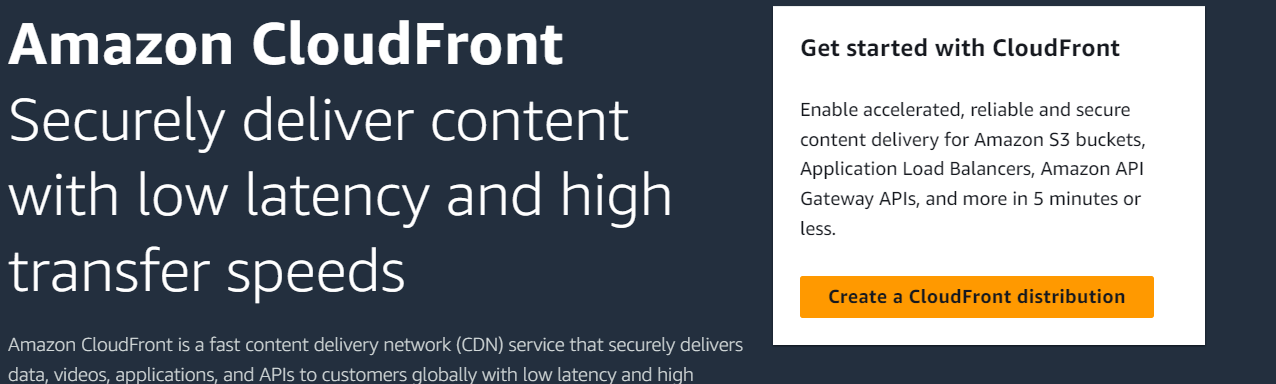 Amazon CloudFront
Securely deliver content
with low latency and high
transfer speeds
Amazon CloudFront is a fast content delivery network (CDN) service that securely delivers
data, videos, applications, and APIs to customers globally with low latency and high
Get started with CloudFront
Enable accelerated, reliable and secure
content delivery for Amazon S3 buckets,
Application Load Balancers, Amazon API
Gateway APIs, and more in 5 minutes or
less.
Create a CloudFront distribution